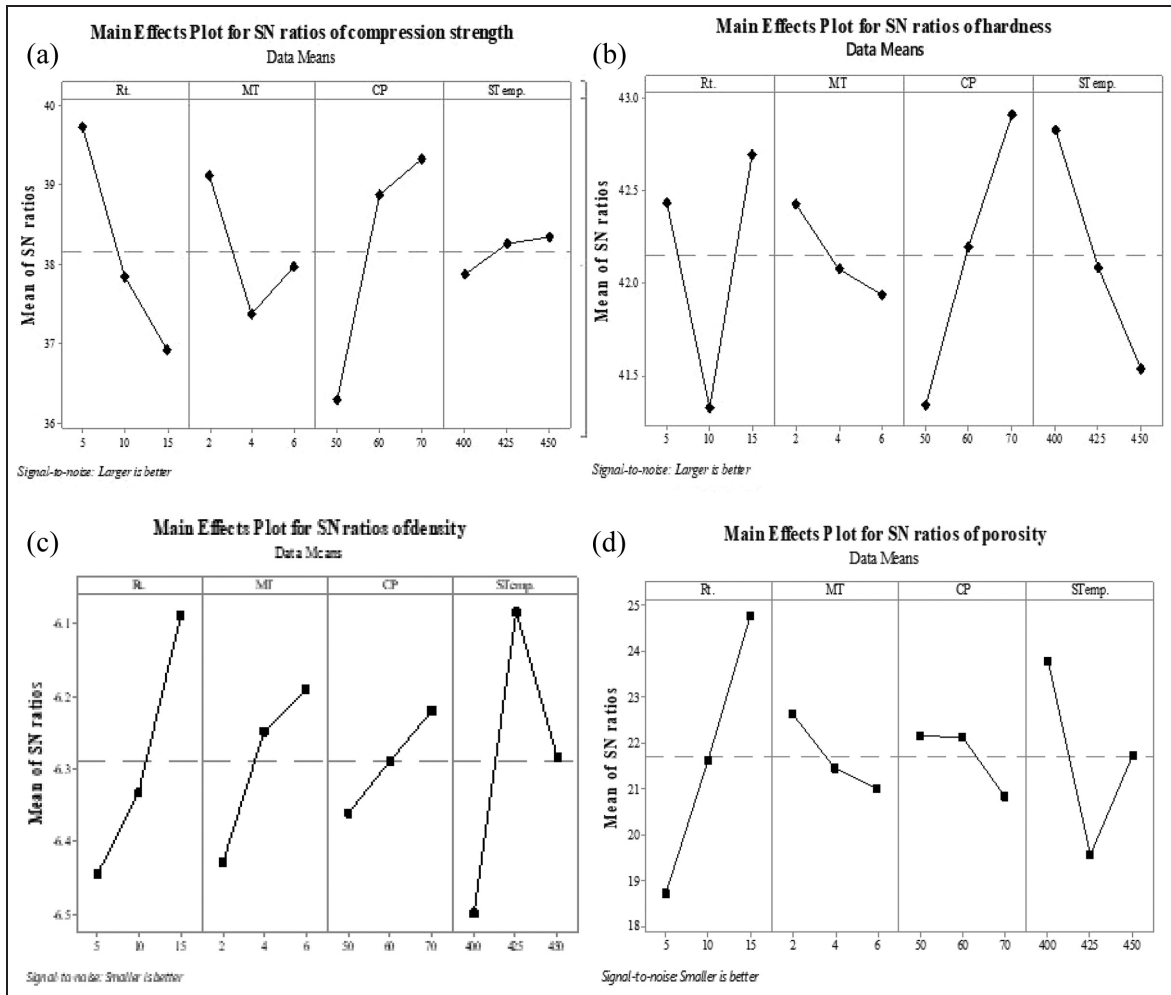 (a)
Main Effects Plot for SN ratios of compression strength
Data Means
Rt. MT CP STemp.
40
39
38
37
36
Mean of SN ratios
5 10 15 2 4 6 50 60 70 400 425 450
Signal-to-noise: Larger is better
(b)
Main Effects Plot for SN ratios of hardness
Data Means
Rt. MT CP STemp.
43.0
42.5
42.0
41.5
Mean of SN ratios
5 10 15 2 4 6 50 60 70 400 425 450
Signal-to-noise: Larger is better
(c)
Main Effects Plot for SN ratios of density
Data Means
Rt. MT CP STemp.
-6.1
-6.2
-6.3
-6.4
-6.5
Mean of SN ratios
5 10 15 2 4 6 50 60 70 400 425 450
Signal-to-noise: Smaller is better
(d)
Main Effects Plot for SN ratios of porosity
Data Means
Rt. MT CP STemp.
25
24
23
22
21
20
19
18
Mean of SN ratios
5 10 15 2 4 6 50 60 70 400 425 450
Signal-to-noise: Smaller is better